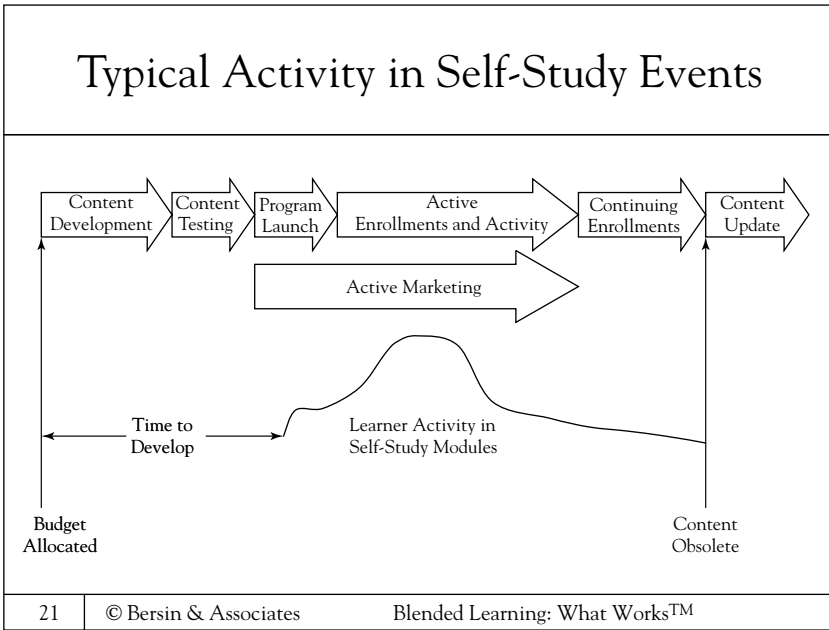 Typical Activity in Self-Study Events
Content
Development
Content
Testing
Program
Launch
Active
Enrollments and Activity
Continuing
Enrollments
Content
Update
Active Marketing
Time to
Develop
Learner Activity in
Self-Study Modules
Budget
Allocated
Content
Obsolete
21 © Bersin & Associates Blended Learning: What Works™